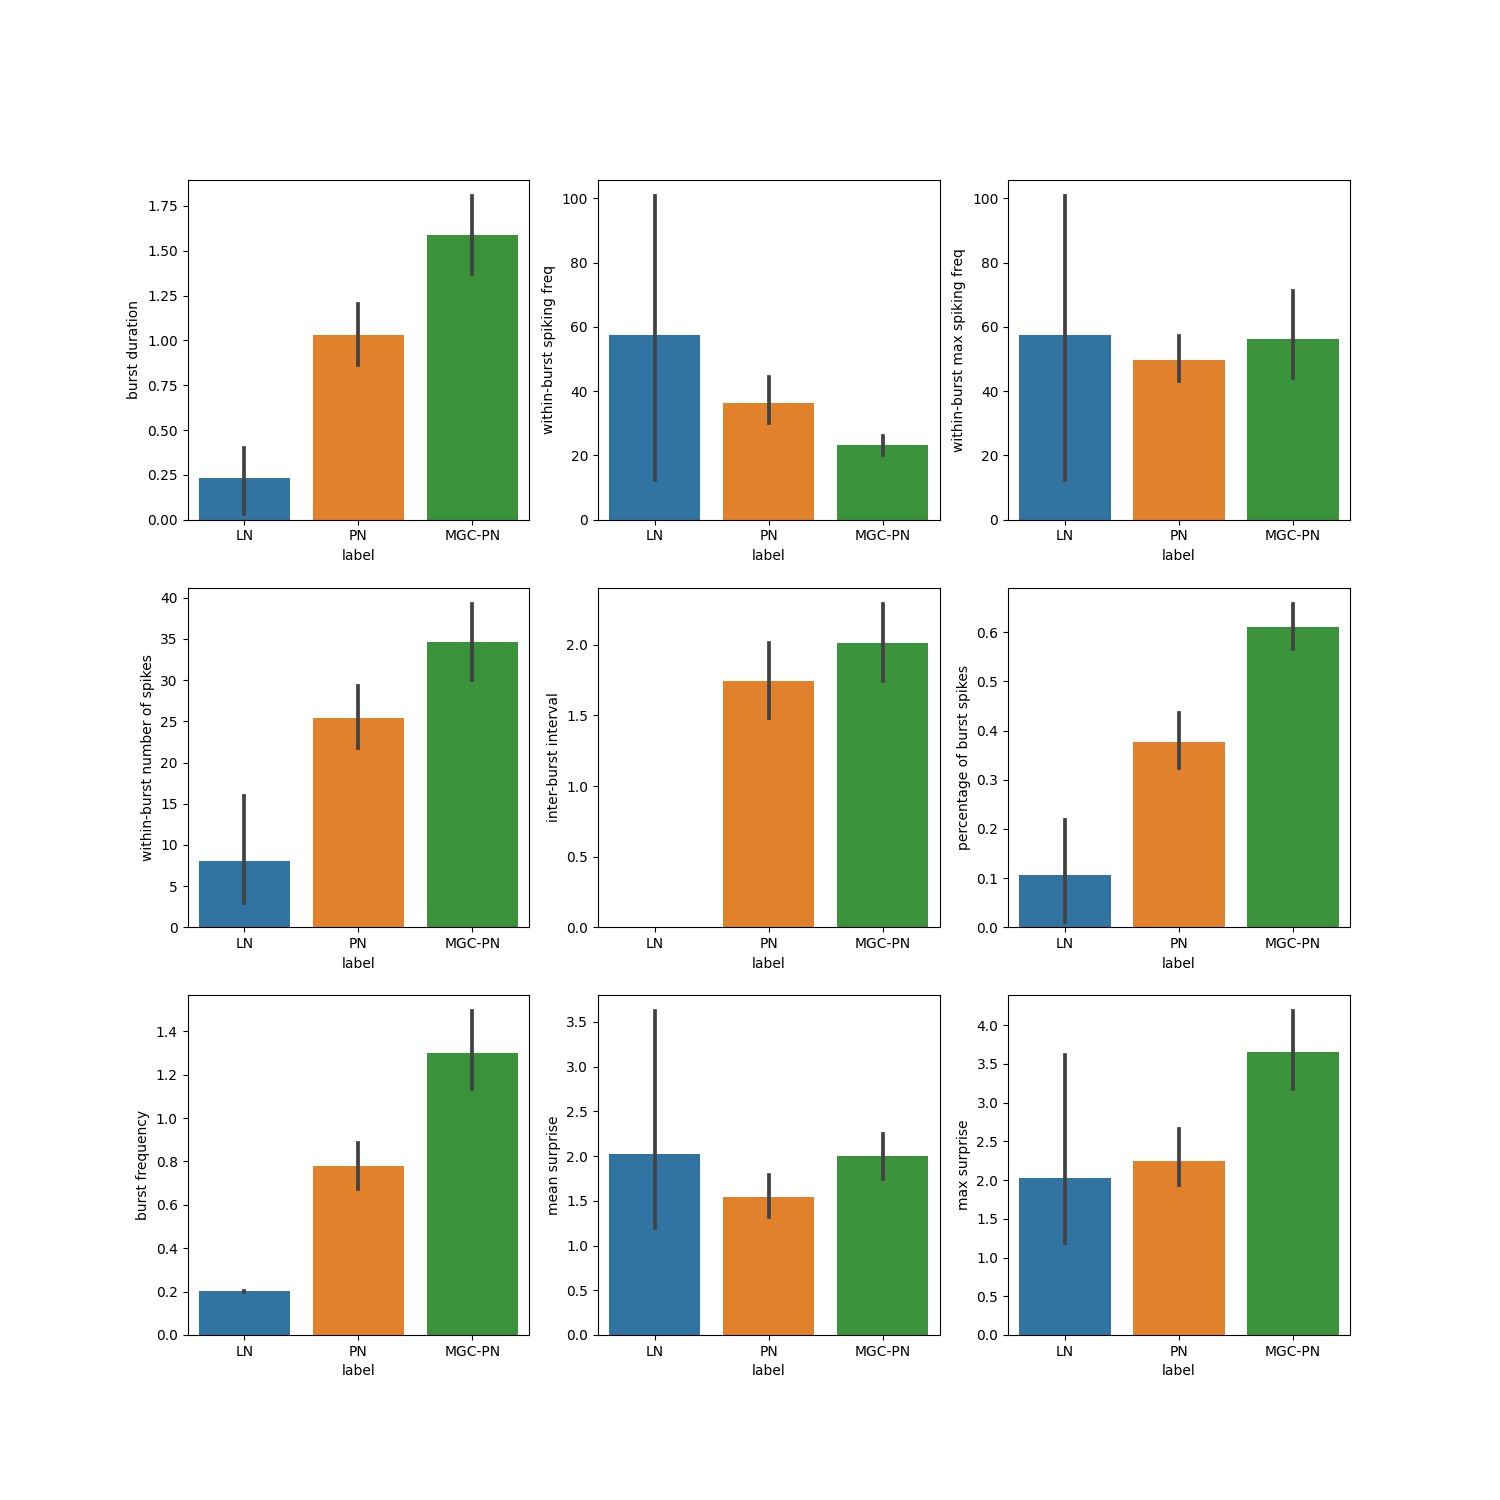 burst duration
1.75
1.50
1.25
1.00
0.75
0.50
0.25
0.00
LN PN MGC-PN
label
within-burst spiking freq
100
80
60
40
20
0
LN PN MGC-PN
label
within-burst max spiking freq
100
80
60
40
20
0
LN PN MGC-PN
label
within-burst number of spikes
40
35
30
25
20
15
10
5
0
LN PN MGC-PN
label
inter-burst interval
2.0
1.5
1.0
0.5
0.0
LN PN MGC-PN
label
percentage of burst spikes
0.6
0.5
0.4
0.3
0.2
0.1
0.0
LN PN MGC-PN
label
burst frequency
1.4
1.2
1.0
0.8
0.6
0.4
0.2
0.0
LN PN MGC-PN
label
mean surprise
3.5
3.0
2.5
2.0
1.5
1.0
0.5
0.0
LN PN MGC-PN
label
max surprise
4.0
3.5
3.0
2.5
2.0
1.5
1.0
0.5
0.0
LN PN MGC-PN
label